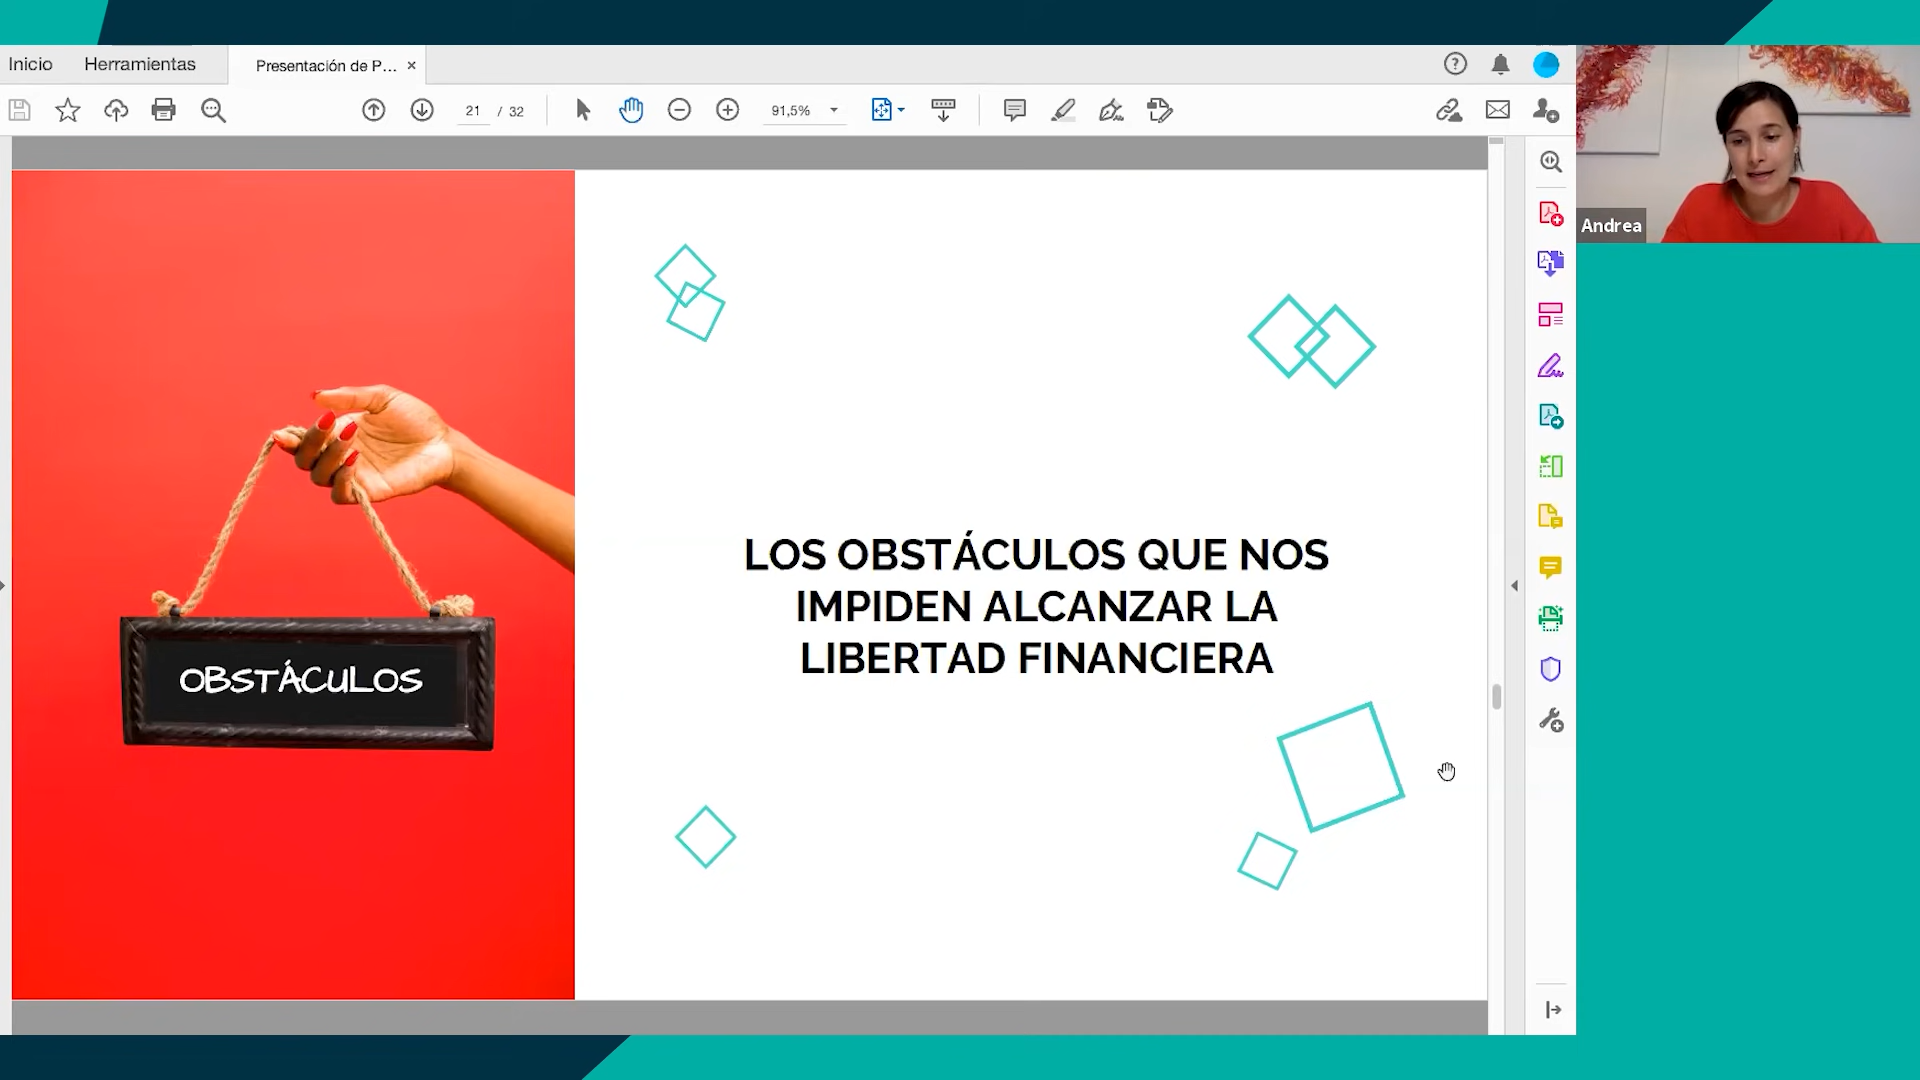 Inicio
Herramientas
Presentación de P... ×
21 / 32
91,5%
Andrea
OBSTÁCULOS
LOS OBSTÁCULOS QUE NOS
IMPIDEN ALCANZAR LA
LIBERTAD FINANCIERA